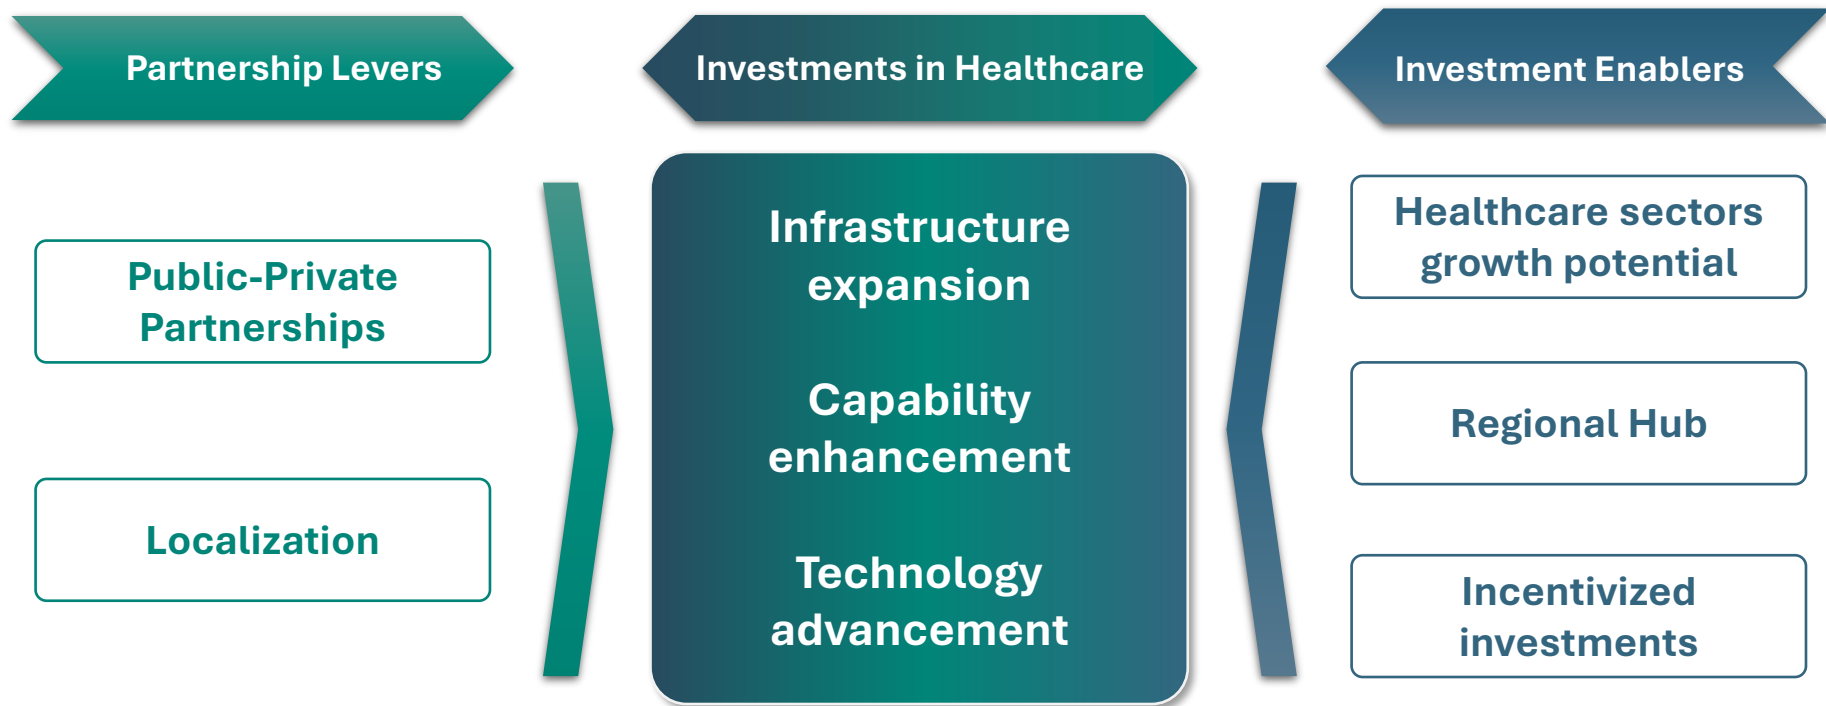 Partnership Levers
Investments in Healthcare
Investment Enablers
Public-Private
Partnerships
Localization
Infrastructure
expansion
Capability
enhancement
Technology
advancement
Healthcare sectors
growth potential
Regional Hub
Incentivized
investments